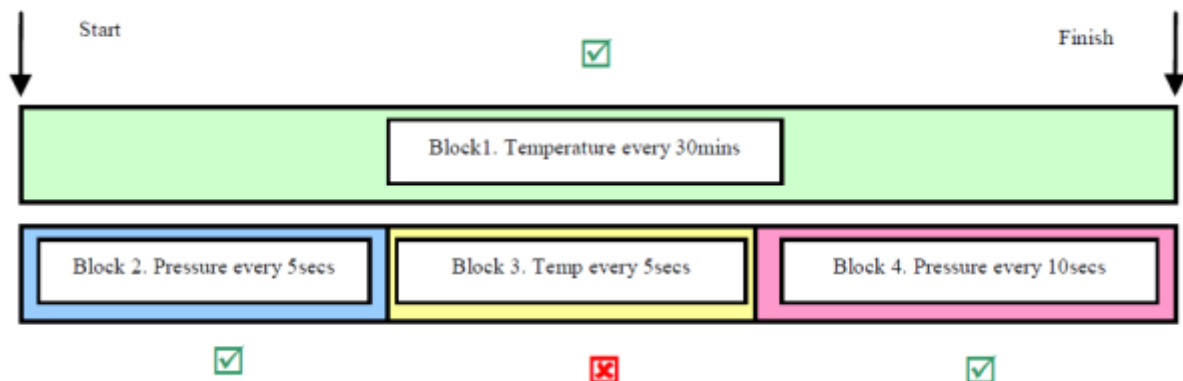 Start
Finish
Block1. Temperature every 30mins
Block 2. Pressure every 5secs
Block 3. Temp every 5secs
Block 4. Pressure every 10secs